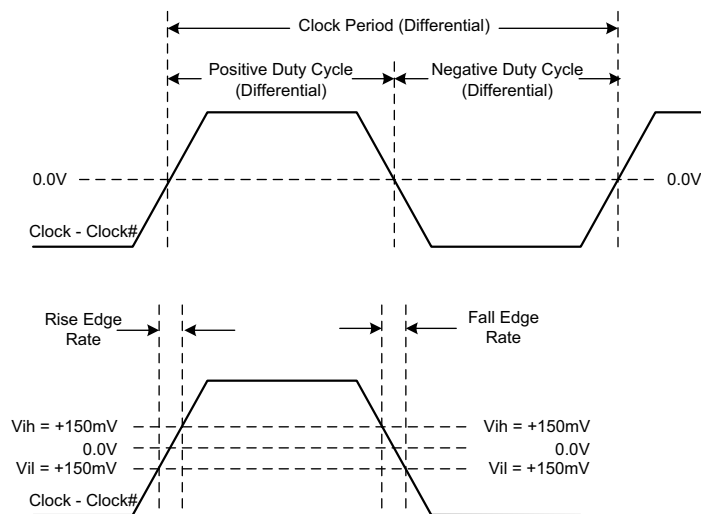 Clock Period (Differential)
Positive Duty Cycle
(Differential)
Negative Duty Cycle
(Differential)
0.0V
0.0V
Clock - Clock#
Rise Edge
Rate
Fall Edge
Rate
Vih = +150mV
Vih = +150mV
0.0V
0.0V
Vil = +150mV
Vil = +150mV
Clock - Clock#